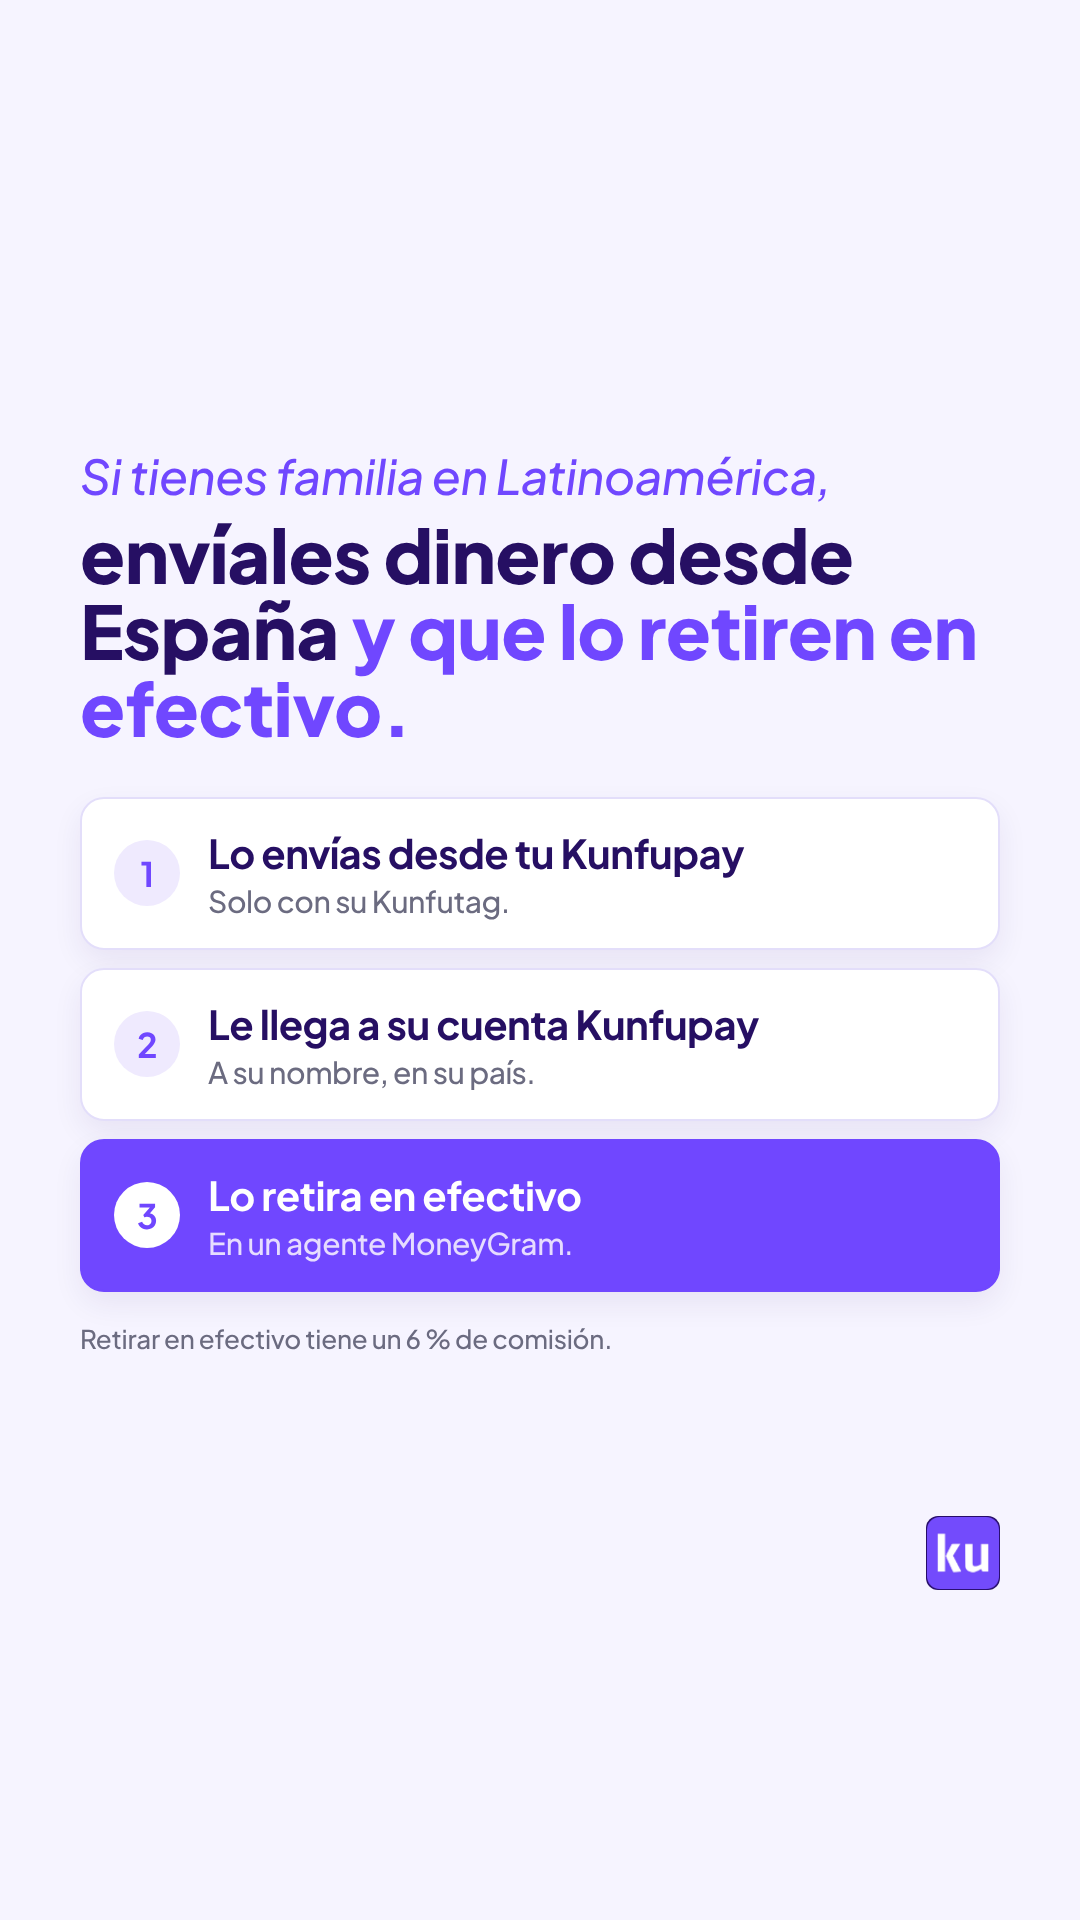 Si tienes familia en Latinoamérica,
envíales dinero desde
España y que lo retiren en
efectivo.
1
Lo envías desde tu Kunfupay
Solo con su Kunfutag.
2
Le llega a su cuenta Kunfupay
A su nombre, en su país.
3
Lo retira en efectivo
En un agente MoneyGram.
Retirar en efectivo tiene un 6 % de comisión.
ku